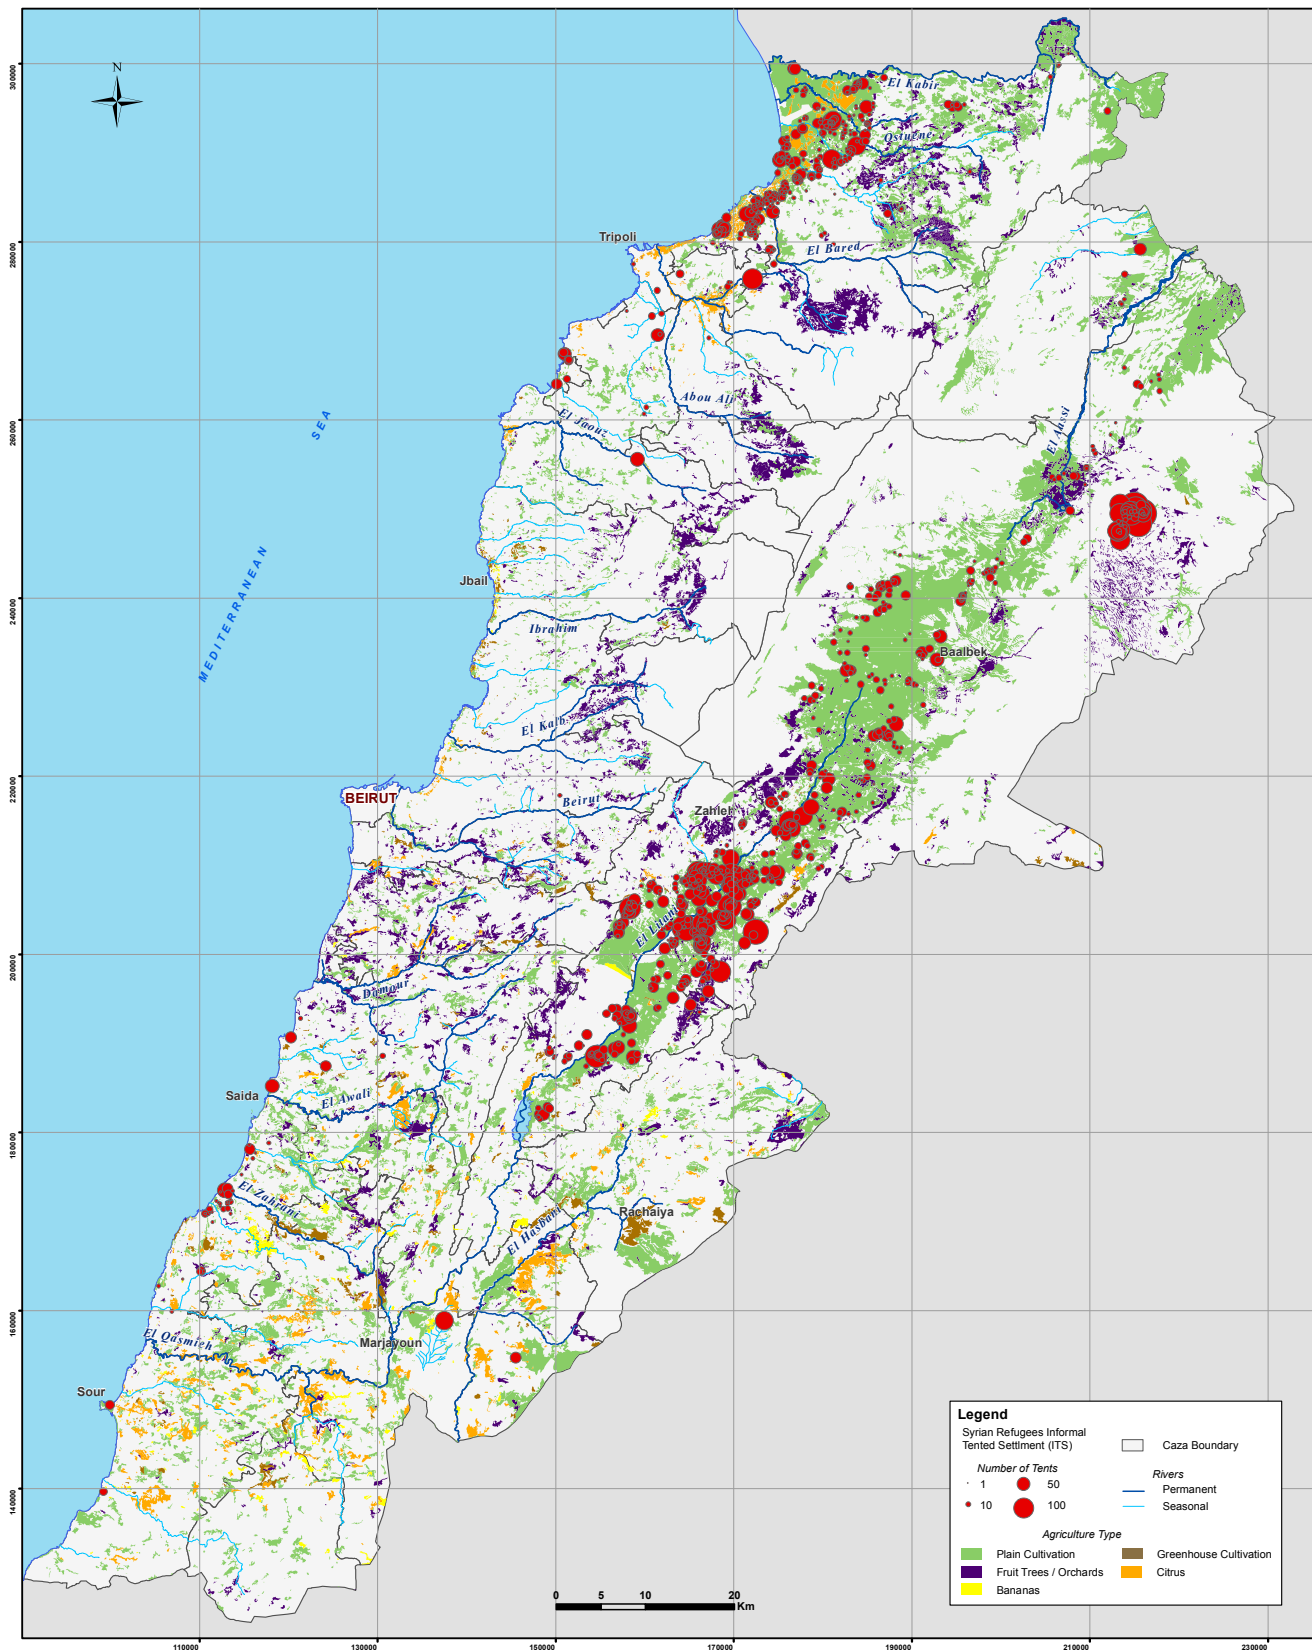 N
300000
El Kabir
Ostuene
Tripoli
280000
El Bared
Abou Ali
El Jaouz
El Aassi
260000
MEDITERRANEAN SEA
Jbail
240000
Ibrahim
Baalbek
El Kalb
220000
BEIRUT
Beirut
Zahleh
El Litani
200000
Damour
Saida
El Awali
180000
El Zahrani
Rachaiya
El Hasbani
160000
El Qasmieh
Marjayoun
Sour
140000
Legend
Syrian Refugees Informal
Tented Settlment (ITS)
Caza Boundary
Number of Tents
1
50
10
100
Rivers
Permanent
Seasonal
Agriculture Type
Plain Cultivation
Greenhouse Cultivation
Fruit Trees / Orchards
Citrus
Bananas
0 5 10 20
Km
110000 130000 150000 170000 190000 210000 230000